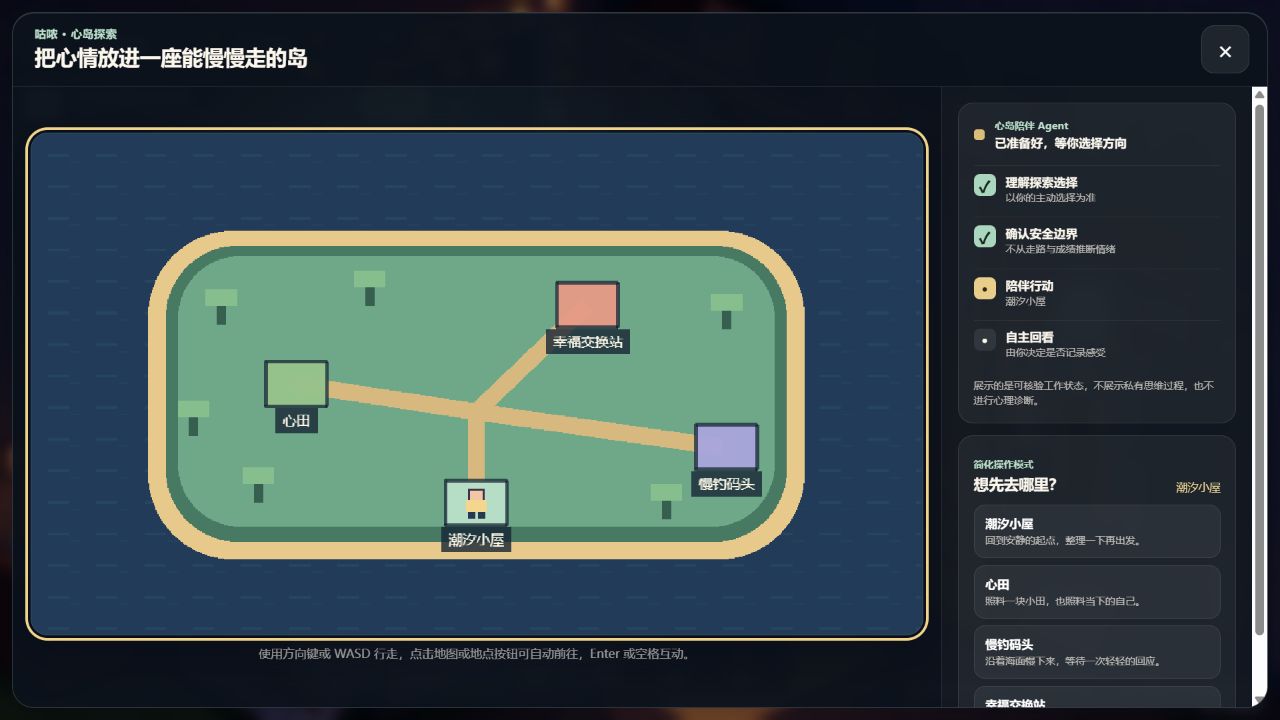 咕哝 · 心岛探索
把心情放进一座能慢慢走的岛
×
幸福交换站
心田
慢钓码头
潮汐小屋
使用方向键或 WASD 行走，点击地图或地点按钮可自动前往，Enter 或空格互动。
心岛陪伴 Agent
已准备好，等你选择方向
理解探索选择
以你的主动选择为准
确认安全边界
不从走路与成绩推断情绪
陪伴行动
潮汐小屋
自主回看
由你决定是否记录感受
展示的是可核验工作状态，不展示私有思维过程，也不
进行心理诊断。
简化操作模式
想先去哪里？
潮汐小屋
潮汐小屋
回到安静的起点，整理一下再出发。
心田
照料一块小田，也照料当下的自己。
慢钓码头
沿着海面慢下来，等待一次轻轻的回应。
幸福交换站